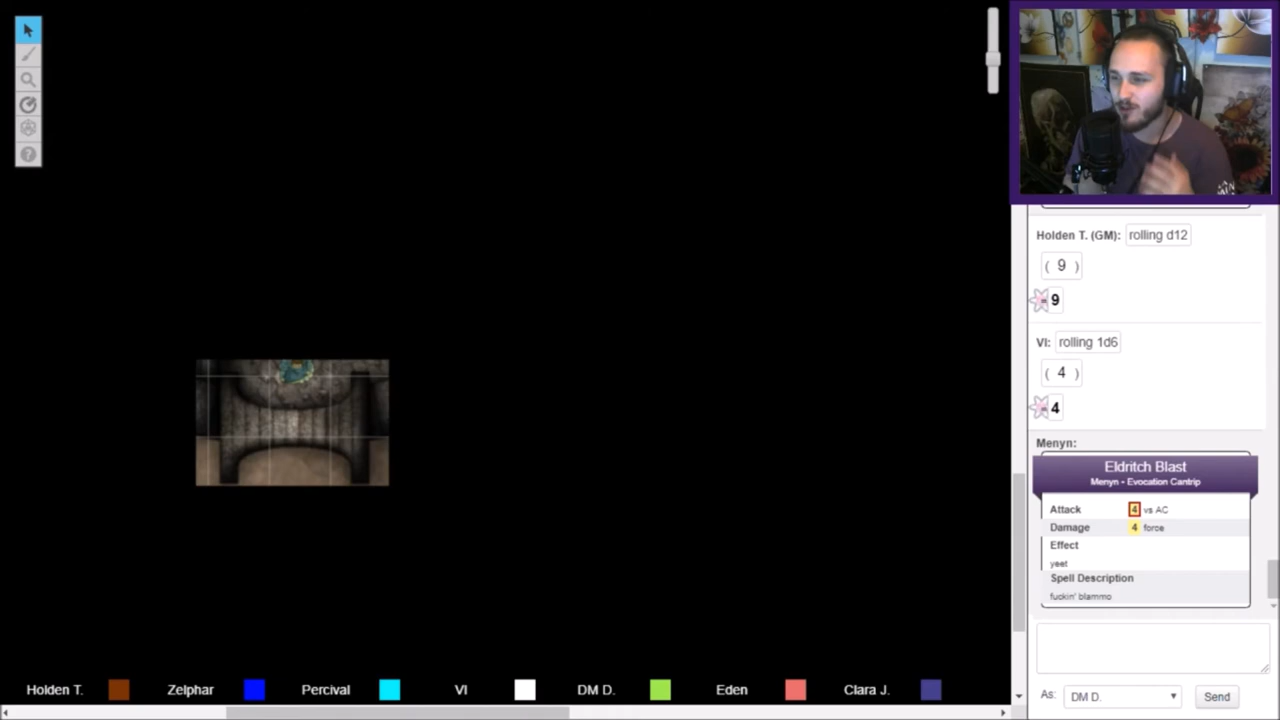 Holden T. (GM): rolling d12
( 9 )
= 9
VI: rolling 1d6
( 4 )
= 4
Menyn:
Eldritch Blast
Menyn • Evocation Cantrip
Attack 4 vs AC
Damage 4 force
Effect
yeet
Spell Description
fuckin' blammo
As: DM D. Send
Holden T. Zelphar Percival VI DM D. Eden Clara J.